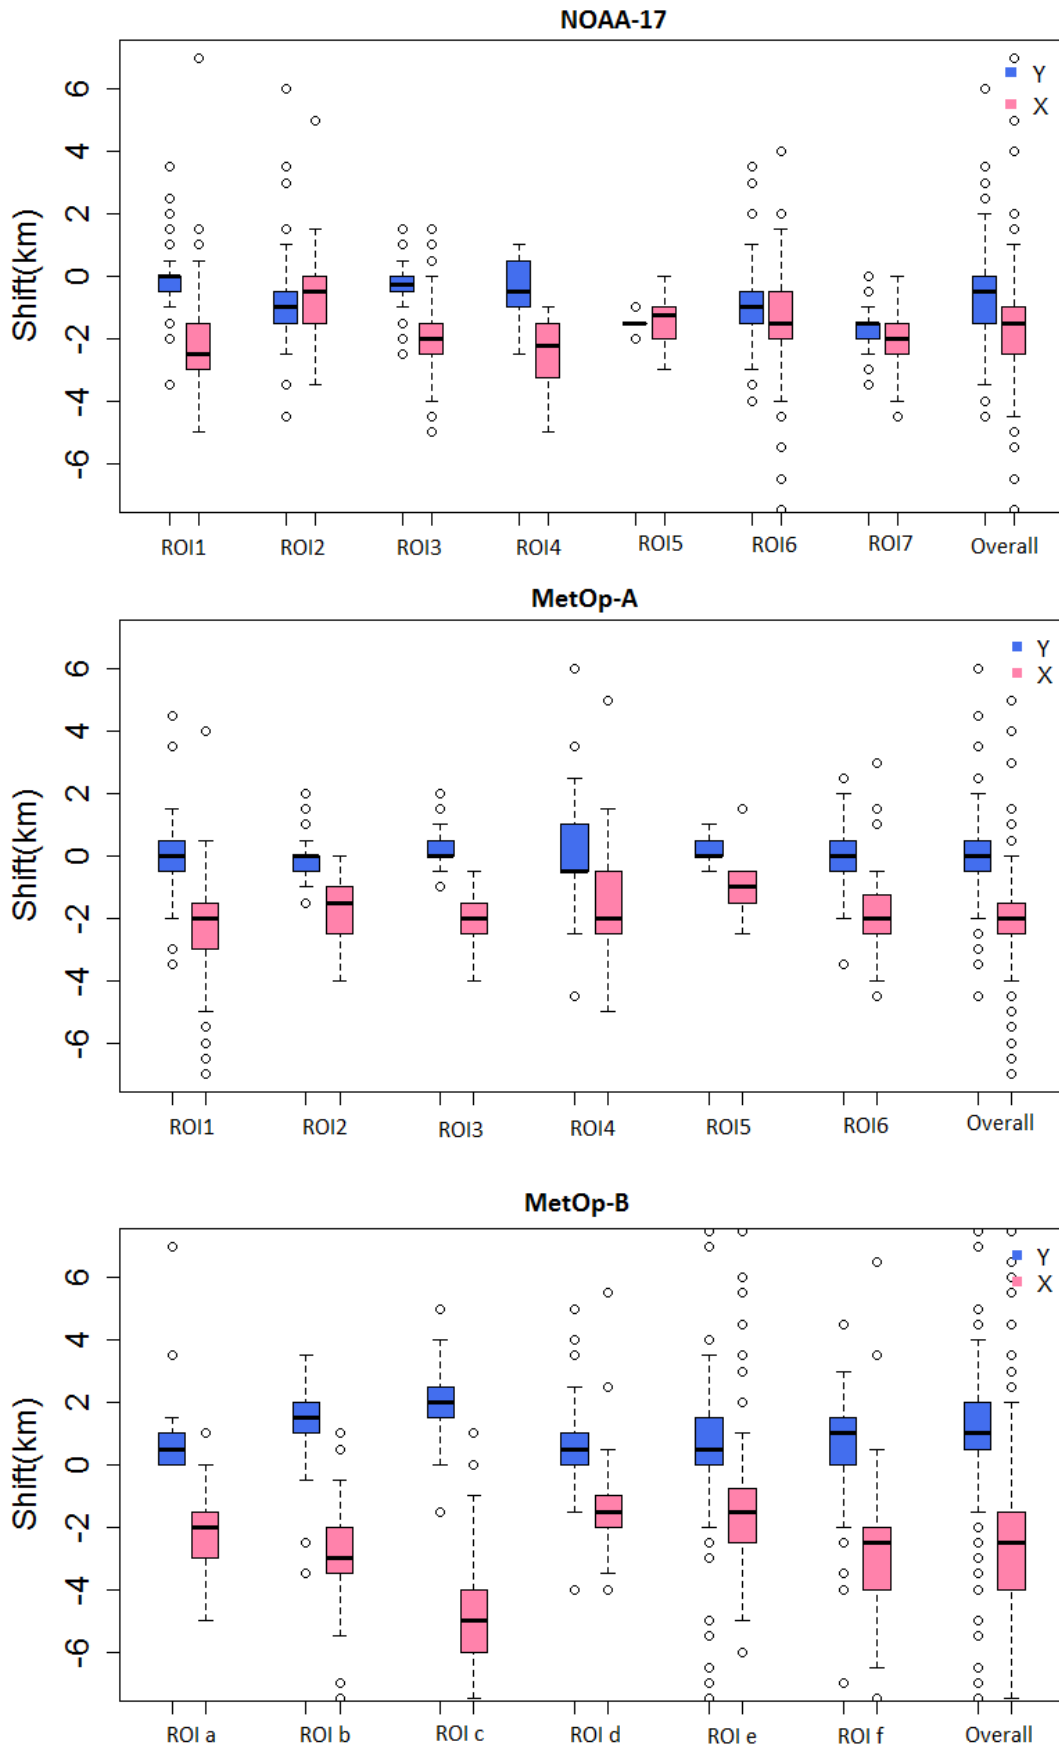 NOAA-17
Shift(km)
6
4
2
0
-2
-4
-6
Y
X
ROI1 ROI2 ROI3 ROI4 ROI5 ROI6 ROI7 Overall
MetOp-A
Shift(km)
6
4
2
0
-2
-4
-6
Y
X
ROI1 ROI2 ROI3 ROI4 ROI5 ROI6 Overall
MetOp-B
Shift(km)
6
4
2
0
-2
-4
-6
Y
X
ROI a ROI b ROI c ROI d ROI e ROI f Overall